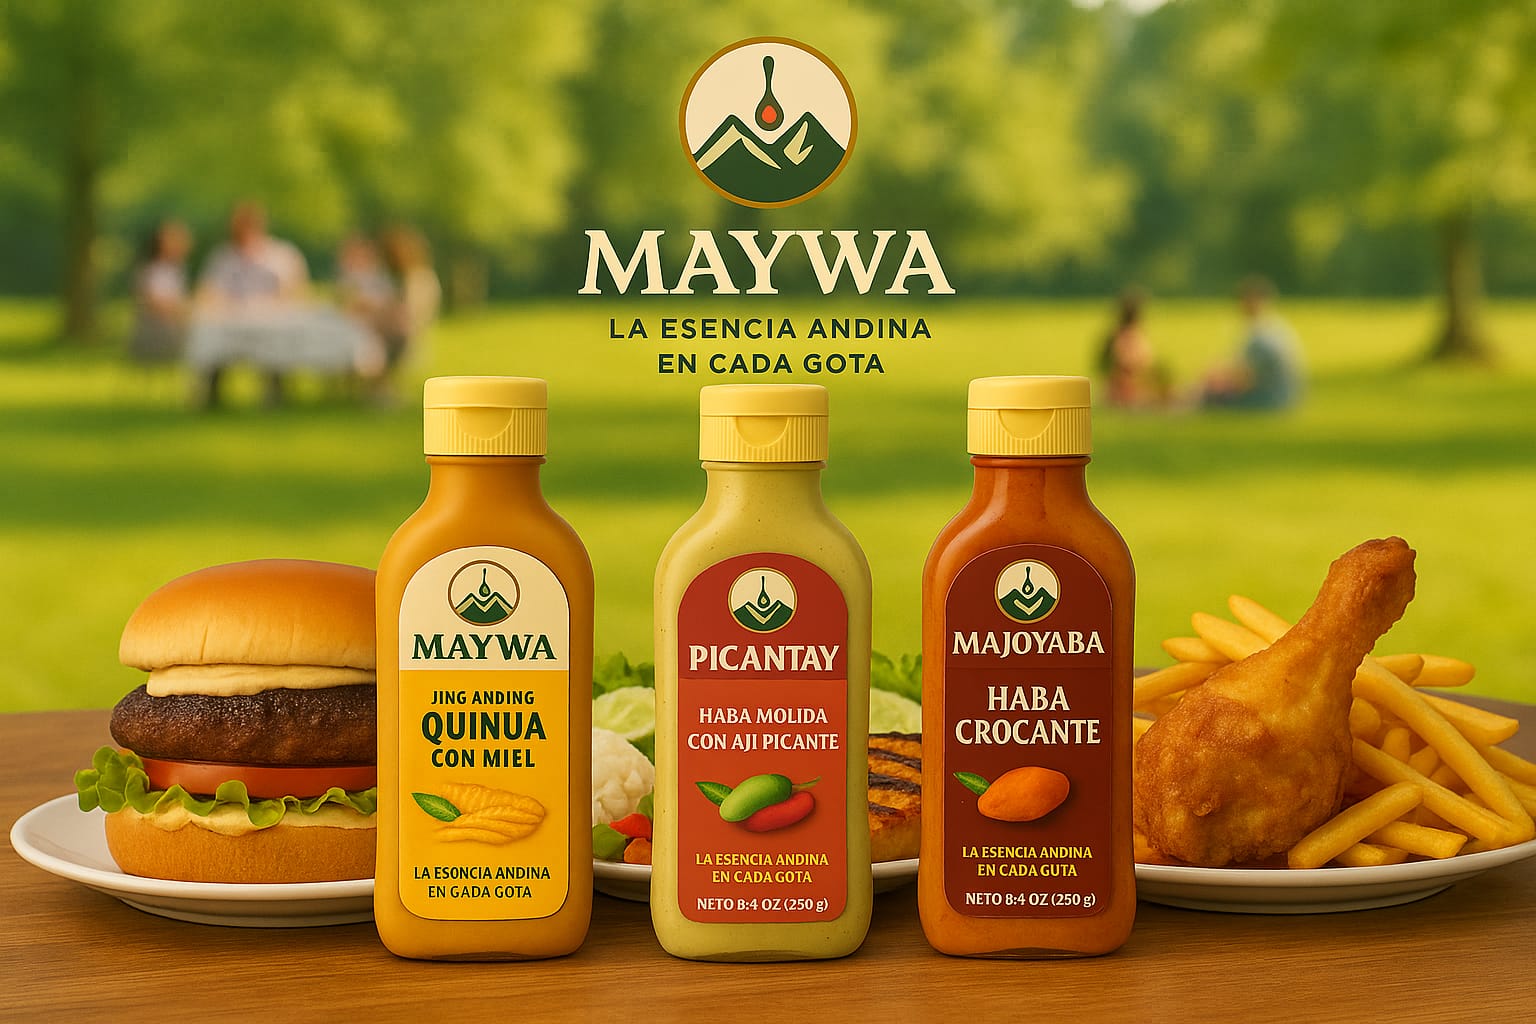 MAYWA
LA ESENCIA ANDINA
EN CADA GOTA
MAYWA
JING ANDING
QUINUA
CON MIEL
LA ESONCIA ANDINA
EN GADA GOTA
PICANTAY
HABA MOLIDA
CON AJI PICANTE
LA ESENCIA ANDINA
EN CADA GOTA
NETO 8:4 OZ (250 g)
MAJOYABA
HABA
CROCANTE
LA ESENCIA ANDINA
EN CADA GUTA
NETO 8:4 OZ (250 g)